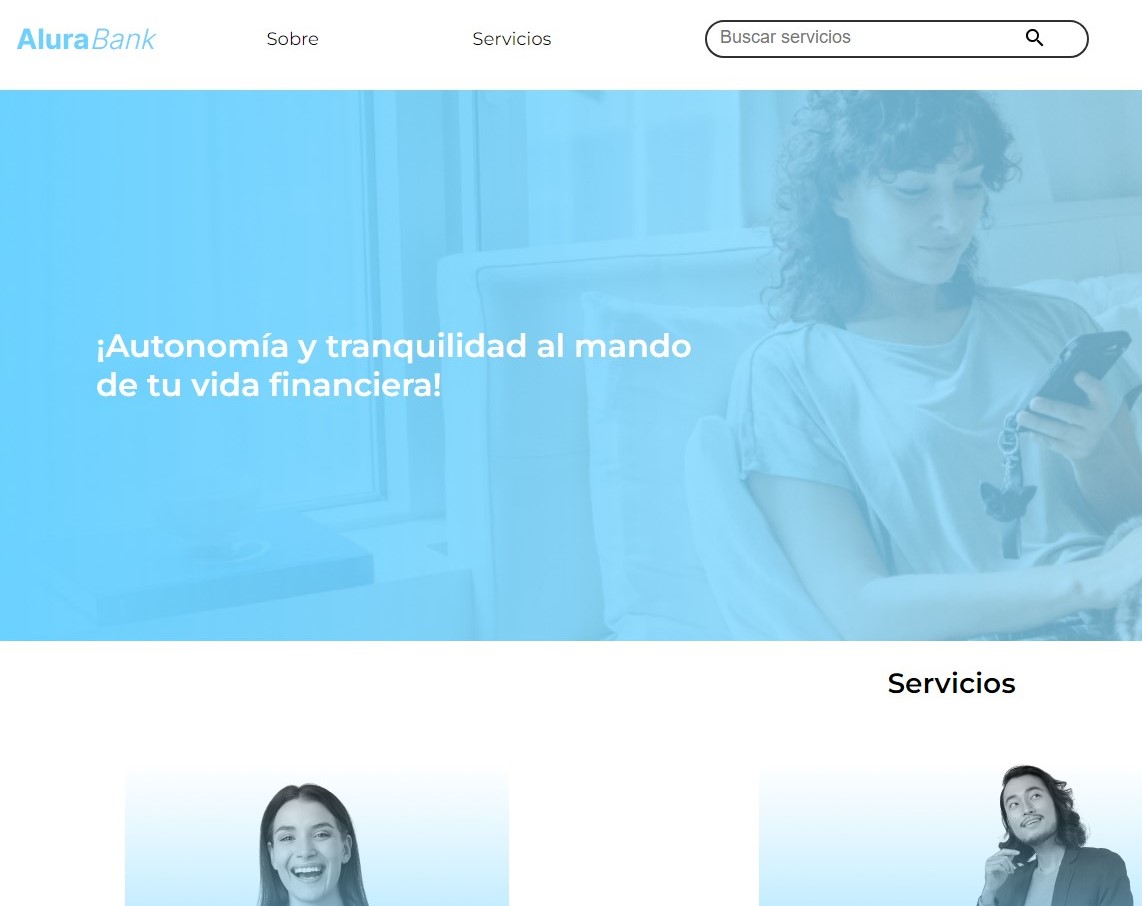 AluraBank
Sobre
Servicios
Buscar servicios
¡Autonomía y tranquilidad al mando
de tu vida financiera!
Servicios